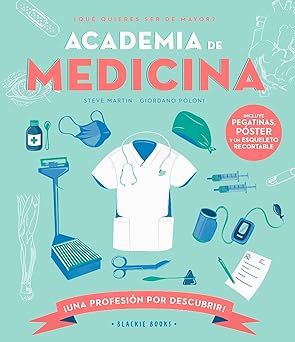 ¿QUÉ QUIERES SER DE MAYOR?
ACADEMIA DE
MEDICINA
STEVE MARTIN · GIORDANO POLONI
INCLUYE
PEGATINAS,
PÓSTER
Y UN ESQUELETO
RECORTABLE
¡UNA PROFESIÓN POR DESCUBRIR!
BLACKIE BOOKS